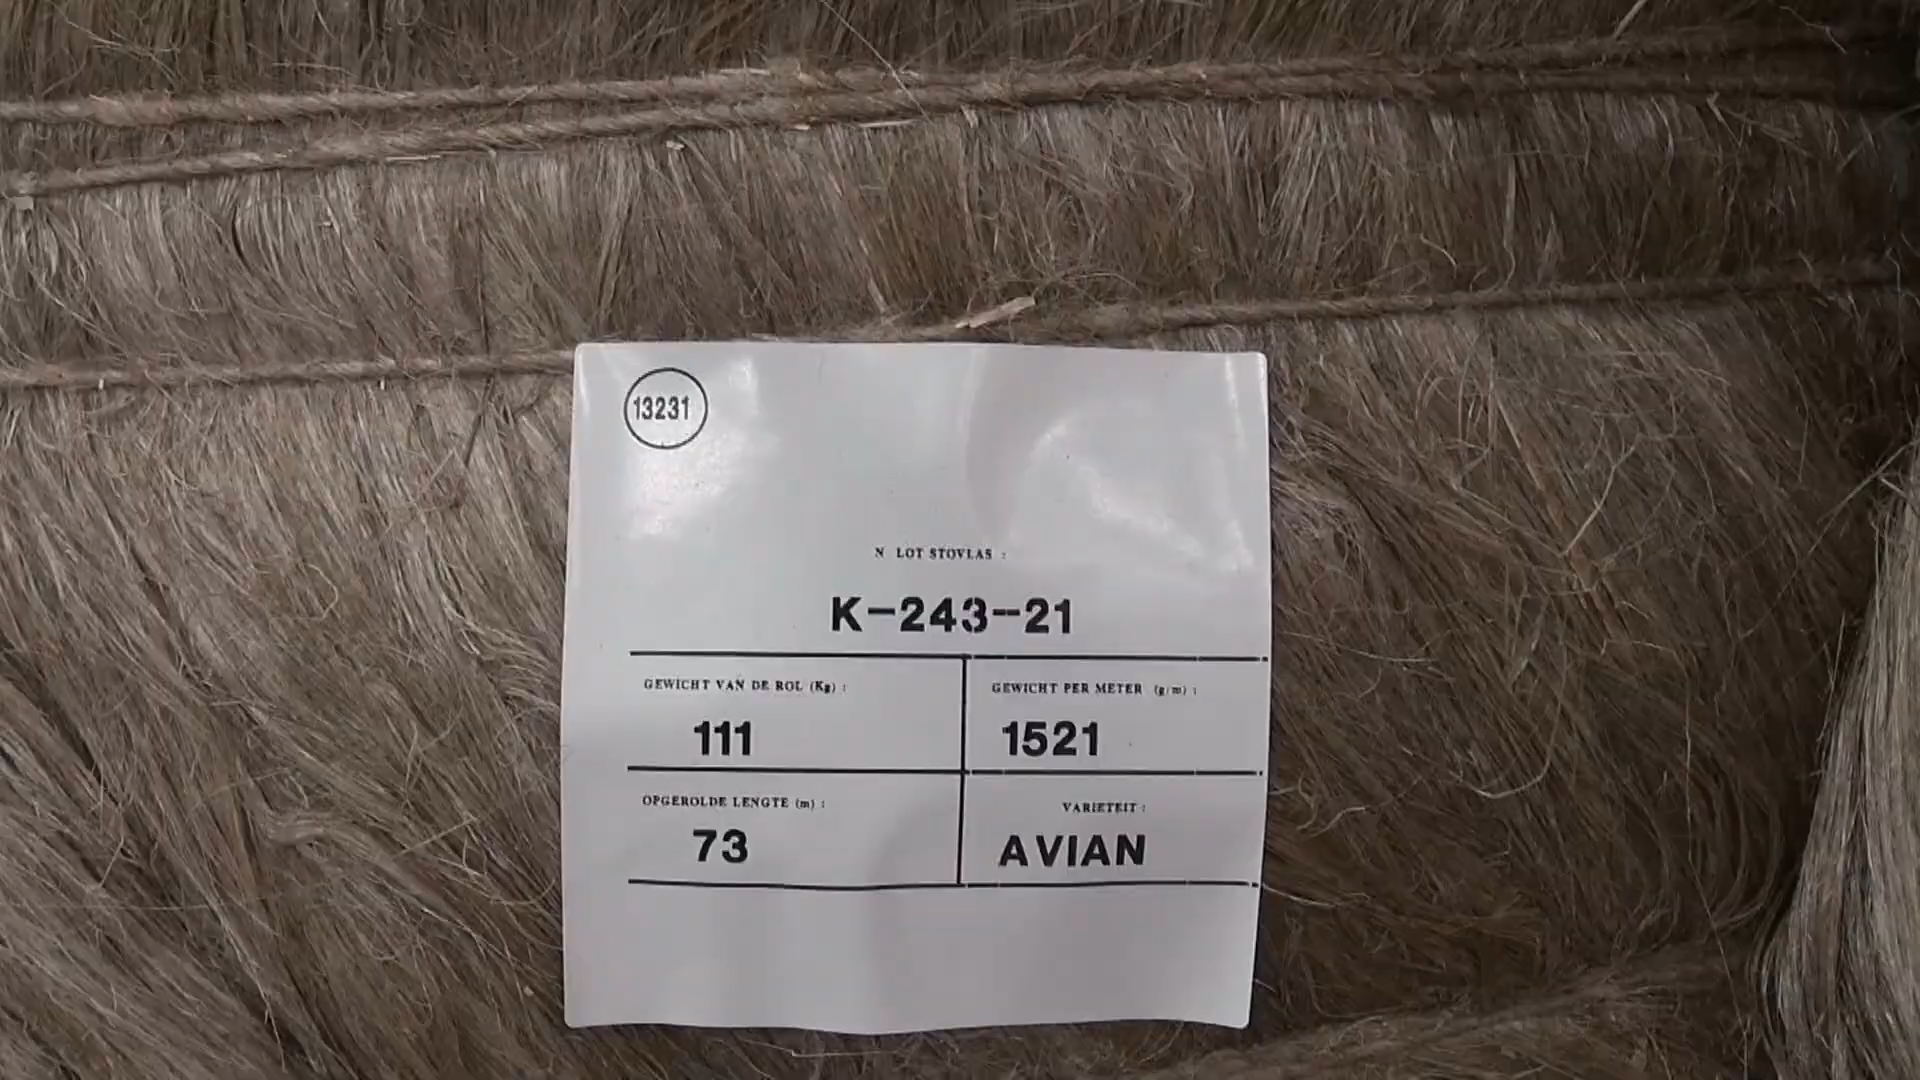 13231
N LOT STOVLAS :
K-243-21
GEWICHT VAN DE ROL (Kg) :
GEWICHT PER METER (g/m) :
111
1521
OPGEROLDE LENGTE (m) :
VARIETEIT :
73
AVIAN